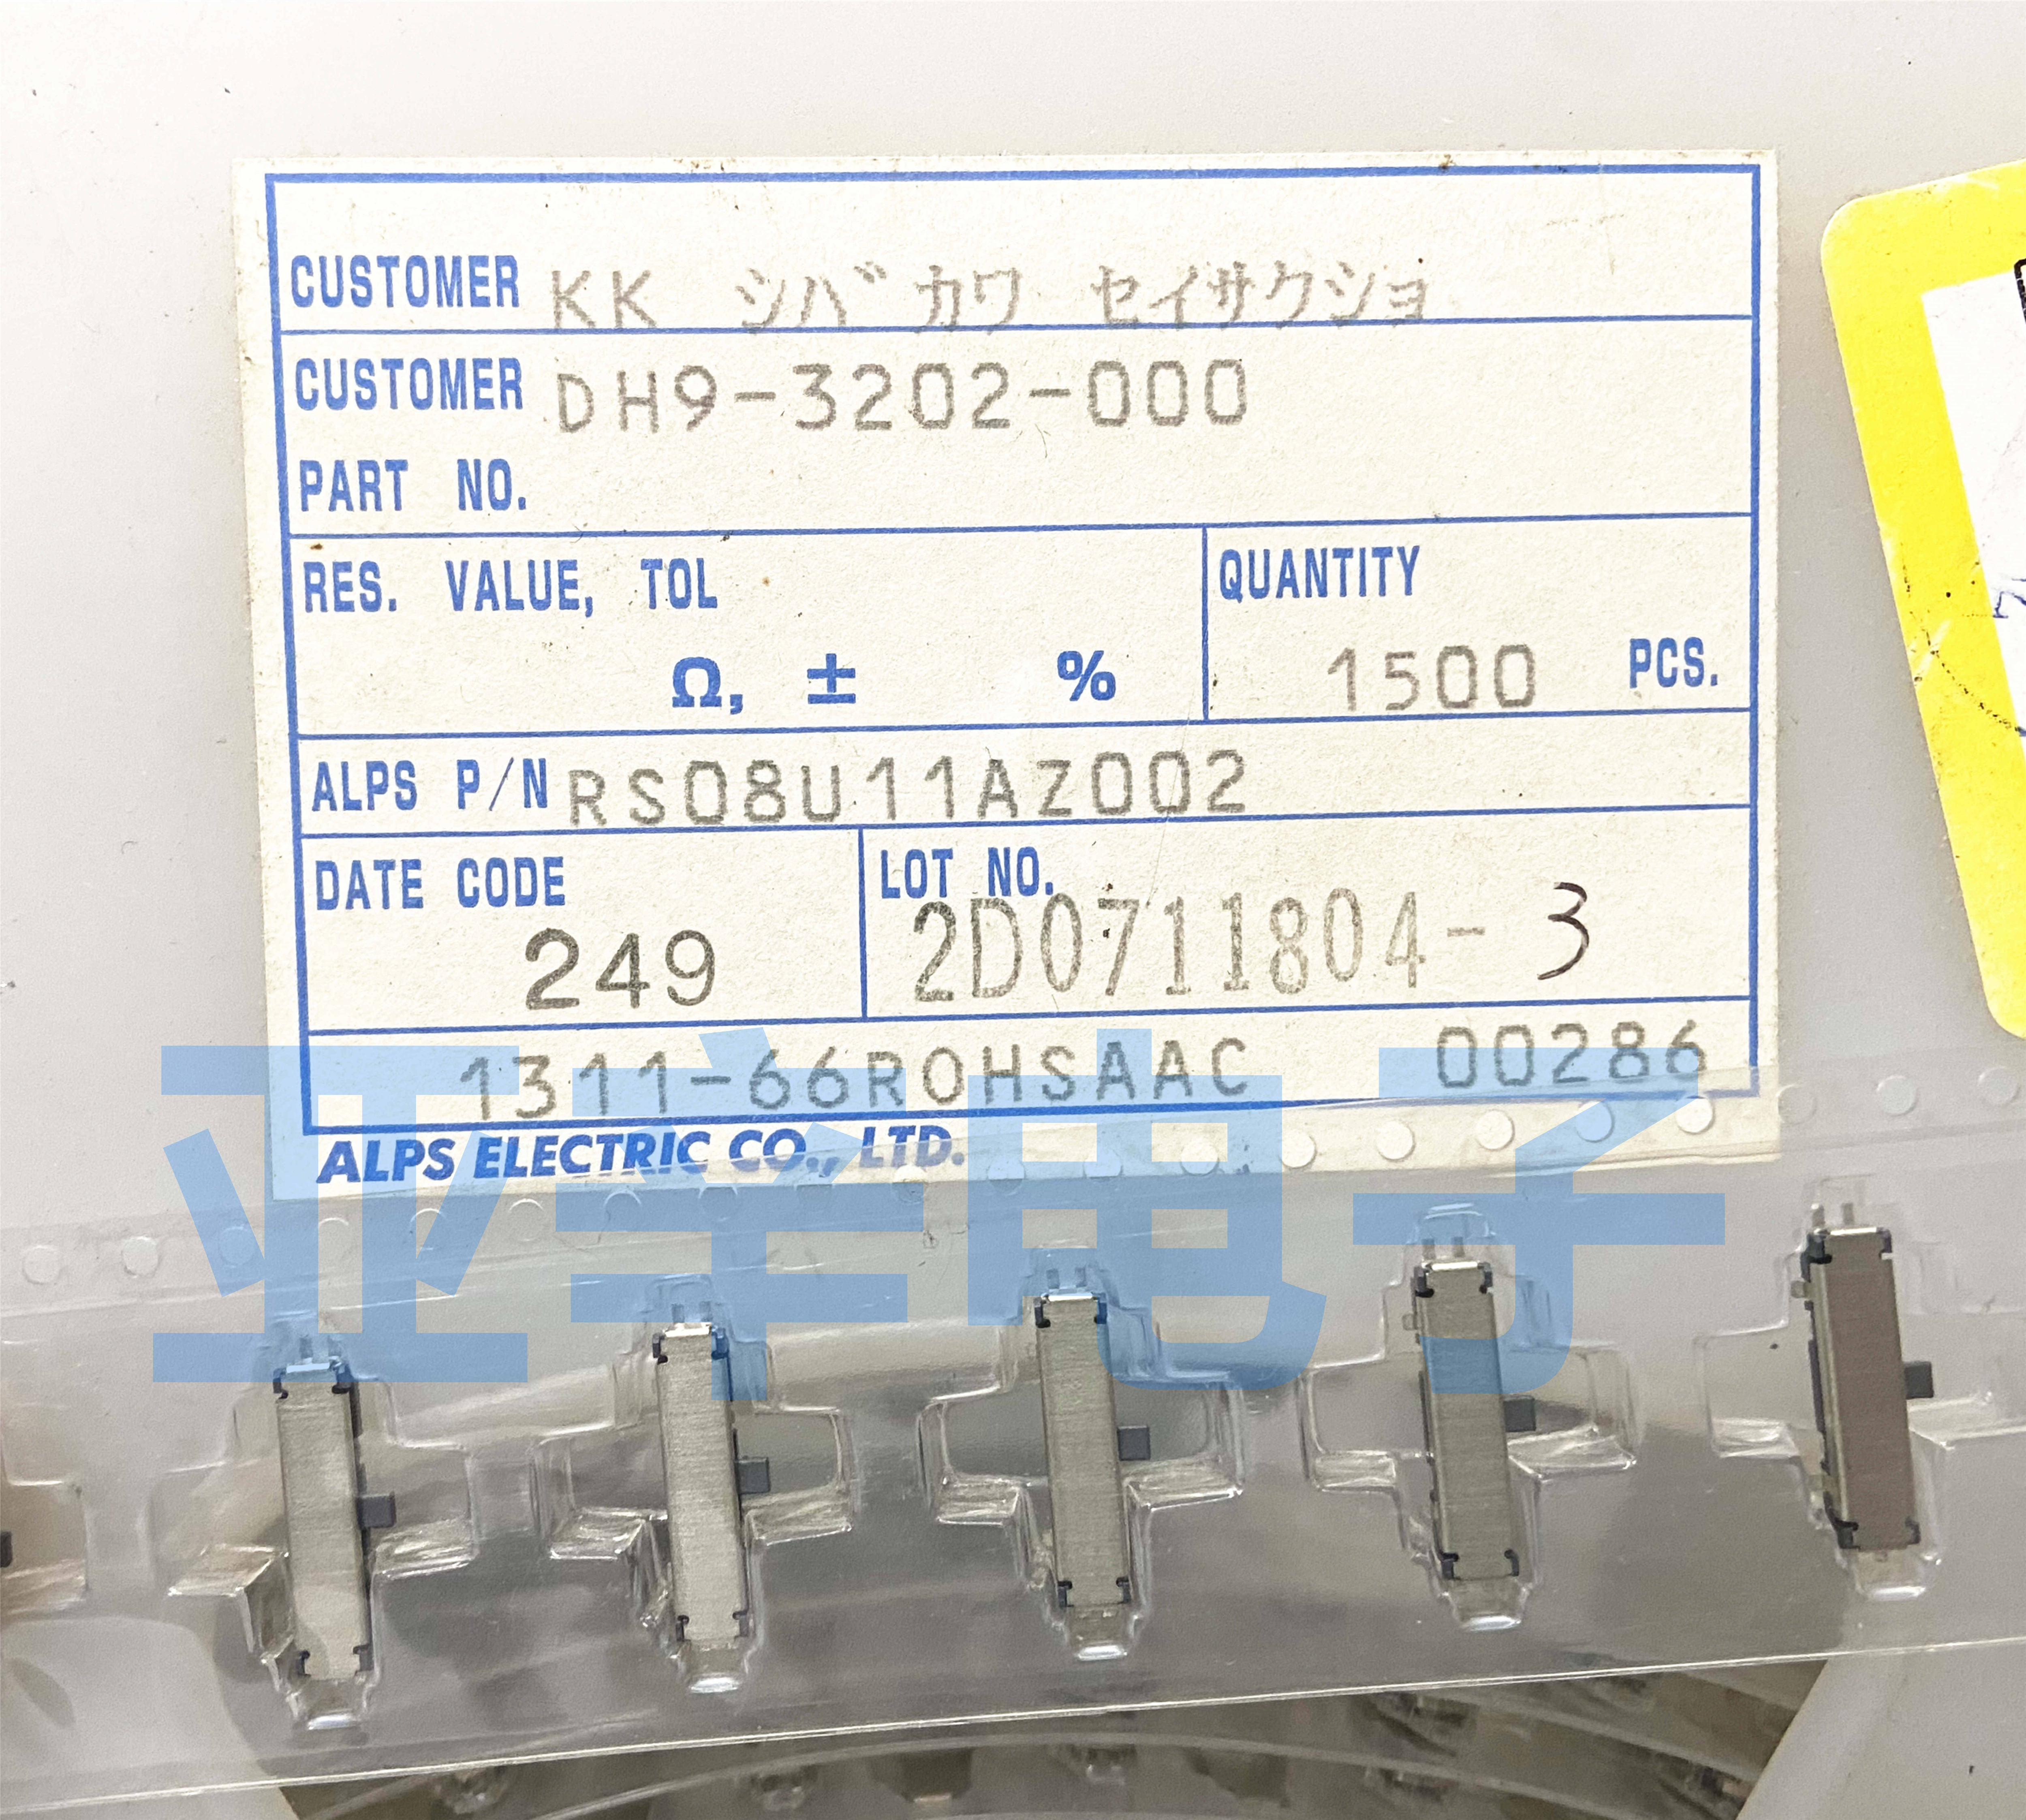 CUSTOMER KK シバカワ セイサクショ
CUSTOMER DH9-3202-000
PART NO.
RES. VALUE, TOL
Ω, ± %
QUANTITY
1500 PCS.
ALPS P/N RS08U11AZ002
DATE CODE
249
LOT NO.
2D0711804-3
1311-66ROHSAAC 00286
ALPS ELECTRIC CO., LTD.
亚辛电子